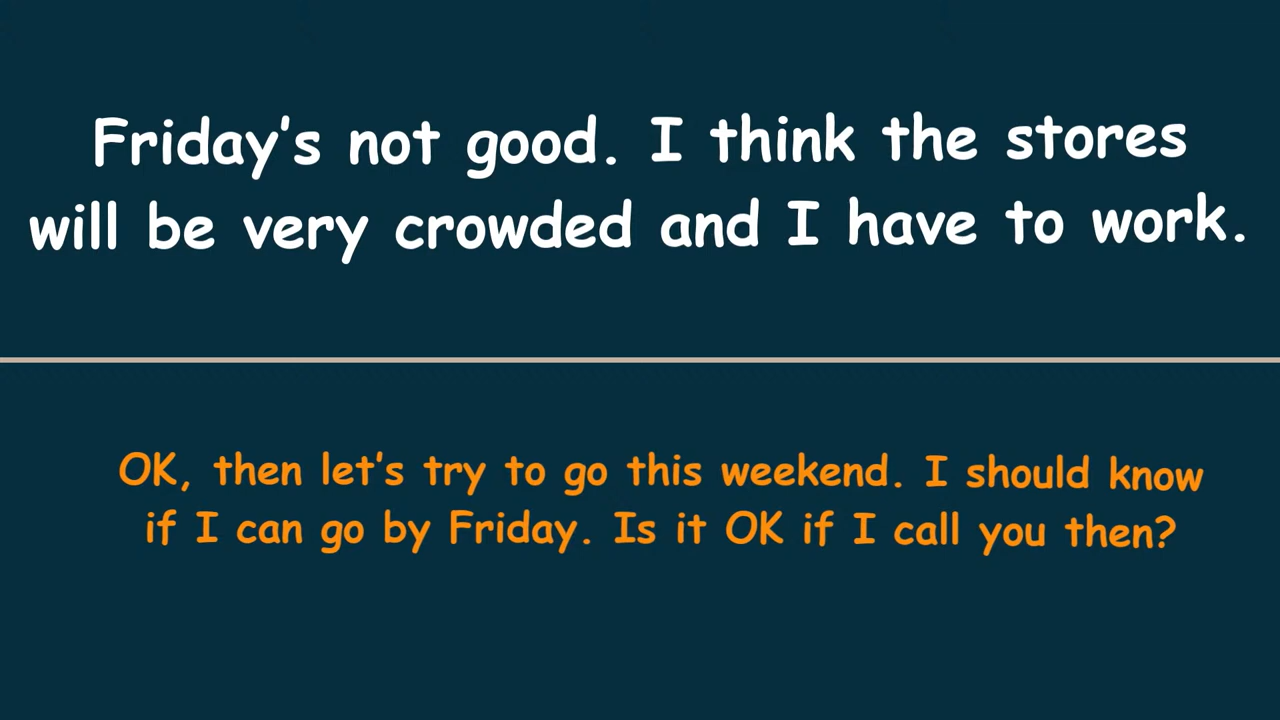 Friday's not good. I think the stores
will be very crowded and I have to work.
OK, then let's try to go this weekend. I should know
if I can go by Friday. Is it OK if I call you then?